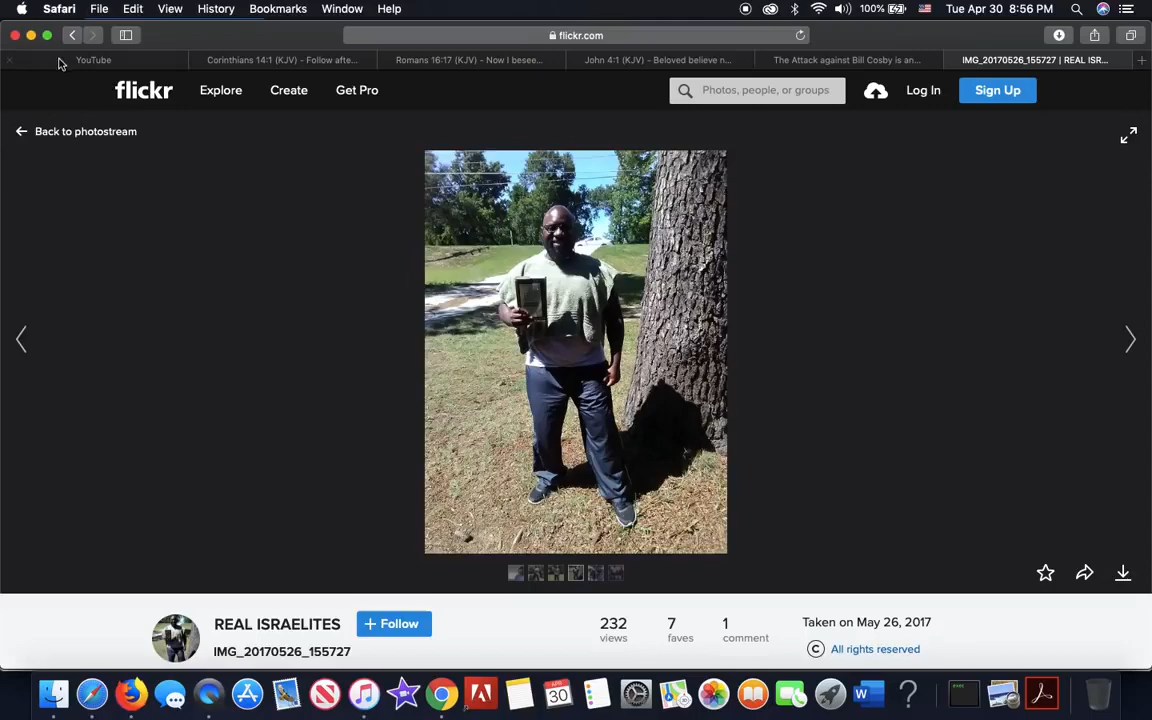 Safari File Edit View History Bookmarks Window Help 100% Tue Apr 30 8:56 PM
flickr.com
YouTube Corinthians 14:1 (KJV) - Follow afte... Romans 16:17 (KJV) - Now I besee... John 4:1 (KJV) - Beloved believe n... The Attack against Bill Cosby is an... IMG_20170526_155727 | REAL ISR...
flickr Explore Create Get Pro Photos, people, or groups Log In Sign Up
Back to photostream
REAL ISRAELITES + Follow 232 7 1 Taken on May 26, 2017
views faves comment
IMG_20170526_155727 © All rights reserved
30